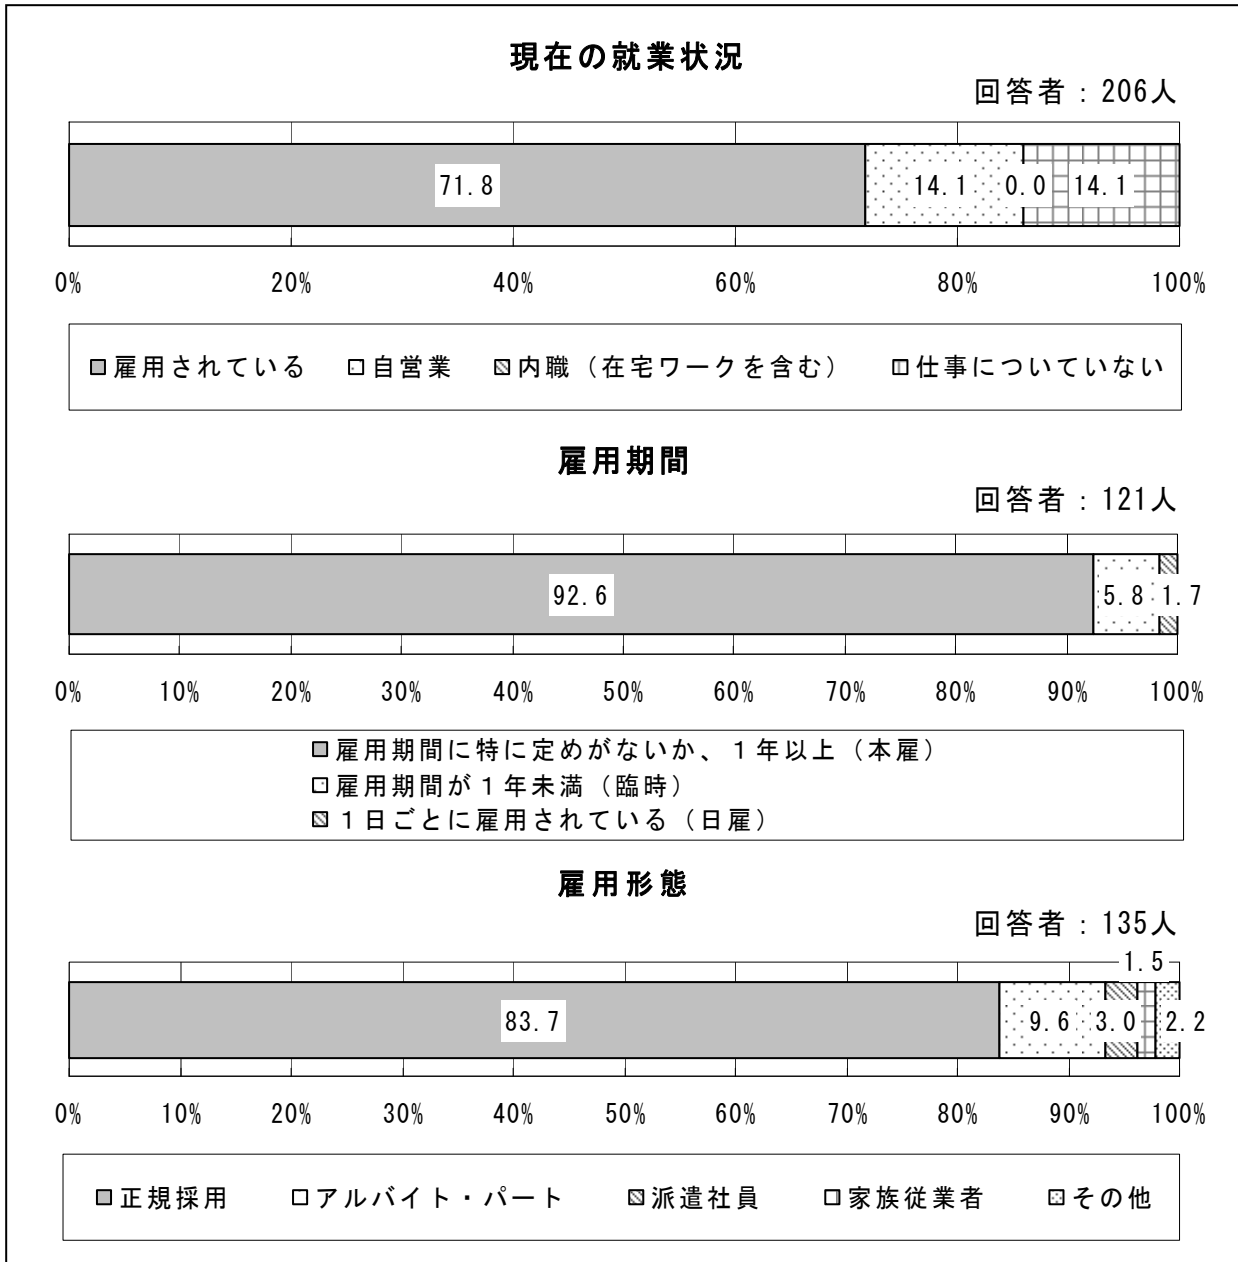 現在の就業状況
回答者：206人
71.8 14.1 0.0 14.1
0% 20% 40% 60% 80% 100%
雇用されている 自営業 内職（在宅ワークを含む） 仕事についていない
雇用期間
回答者：121人
92.6 5.8 1.7
0% 10% 20% 30% 40% 50% 60% 70% 80% 90% 100%
雇用期間に特に定めがないか、１年以上（本雇）
雇用期間が１年未満（臨時）
１日ごとに雇用されている（日雇）
雇用形態
回答者：135人
1.5
83.7 9.6 3.0 2.2
0% 10% 20% 30% 40% 50% 60% 70% 80% 90% 100%
正規採用 アルバイト・パート 派遣社員 家族従業者 その他